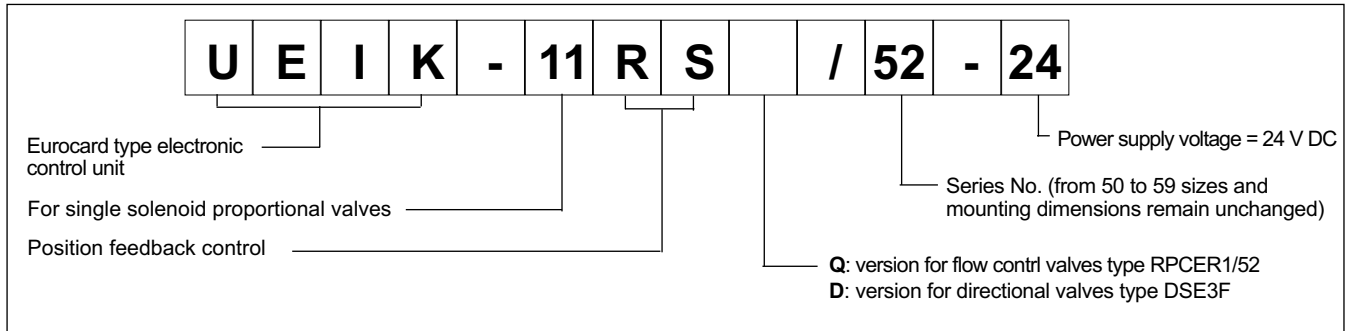 UEIK-11RS /52-24
Eurocard type electronic
control unit
For single solenoid proportional valves
Position feedback control
Power supply voltage = 24 V DC
Series No. (from 50 to 59 sizes and
mounting dimensions remain unchanged)
Q: version for flow contrl valves type RPCER1/52
D: version for directional valves type DSE3F